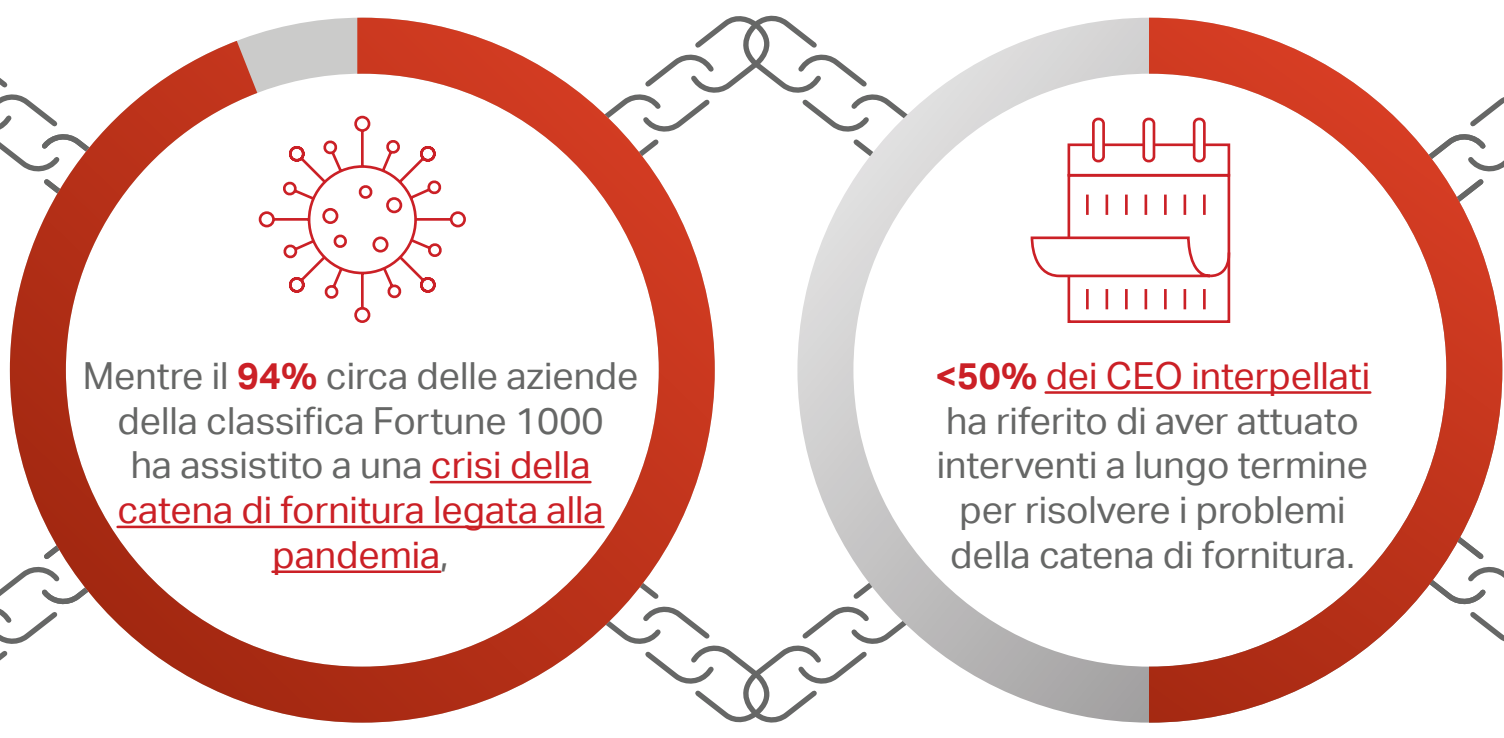 Mentre il 94% circa delle aziende
della classifica Fortune 1000
ha assistito a una crisi della
catena di fornitura legata alla
pandemia,
<50% dei CEO interpellati
ha riferito di aver attuato
interventi a lungo termine
per risolvere i problemi
della catena di fornitura.